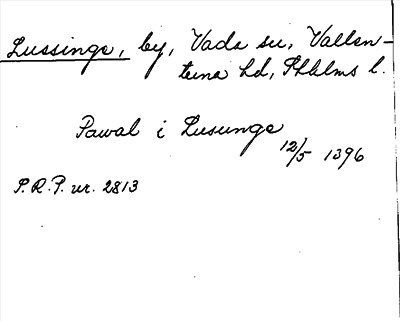 Lussinge, by, Vada sn, Vallen-
tuna hd, Sthlms l.
Pawal i Lusunge
12/5 1396
P.R.P. nr. 2813